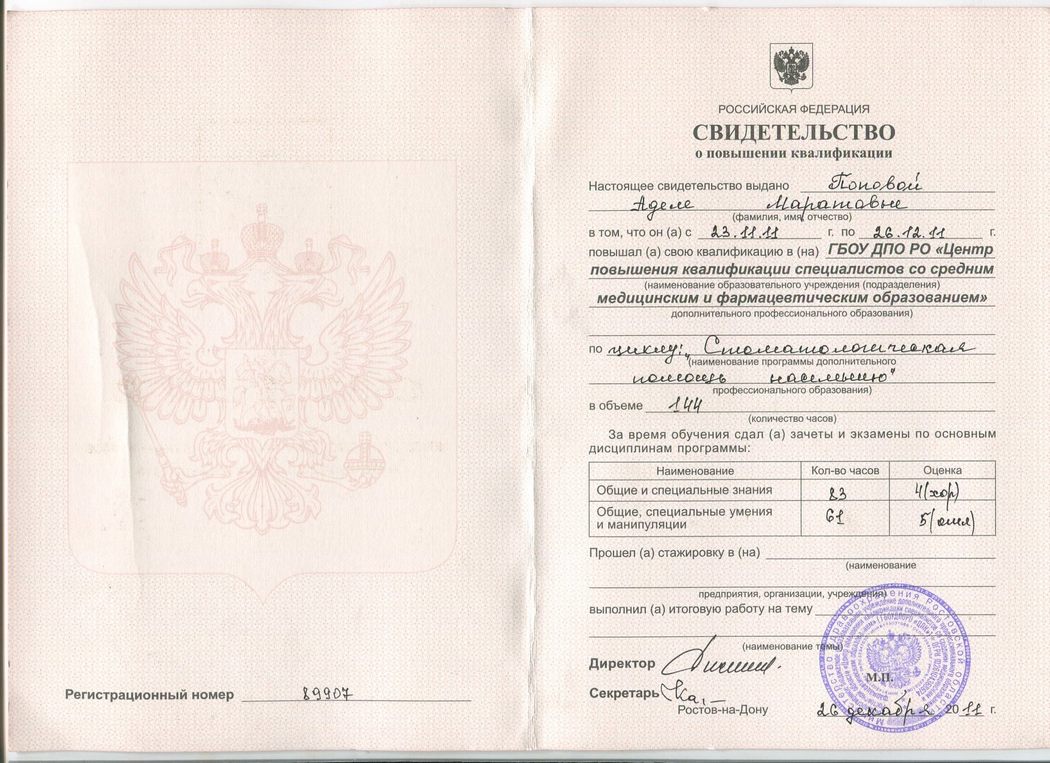 РОССИЙСКАЯ ФЕДЕРАЦИЯ
СВИДЕТЕЛЬСТВО
о повышении квалификации
Настоящее свидетельство выдано Поповой
Аделе Маратовне
(фамилия, имя, отчество)
в том, что он (а) с 23.11.11 г. по 26.12.11 г.
повышал (а) свою квалификацию в (на) ГБОУ ДПО РО «Центр
повышения квалификации специалистов со средним
(наименование образовательного учреждения (подразделения)
медицинским и фармацевтическим образованием»
дополнительного профессионального образования)
по циклу: „Стоматологическая
(наименование программы дополнительного
помощь населению"
профессионального образования)
в объеме 144
(количество часов)
За время обучения сдал (а) зачеты и экзамены по основным
дисциплинам программы:
Наименование Кол-во часов Оценка
Общие и специальные знания 83 4(хор)
Общие, специальные умения
и манипуляции 61 5(отл)
Прошел (а) стажировку в (на)
(наименование
предприятия, организации, учреждения)
выполнил (а) итоговую работу на тему
(наименование темы)
Директор
М.П.
Секретарь
Ростов-на-Дону 26 декабря 2011 г.
Регистрационный номер 89907